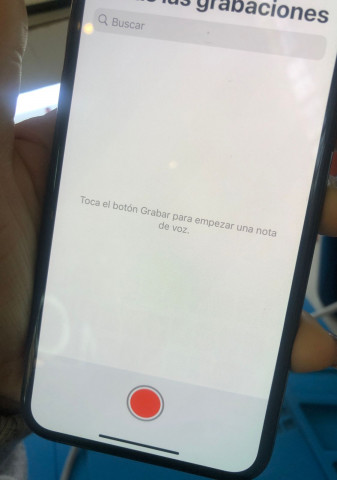 las grabaciones
Buscar
Toca el botón Grabar para empezar una nota
de voz.